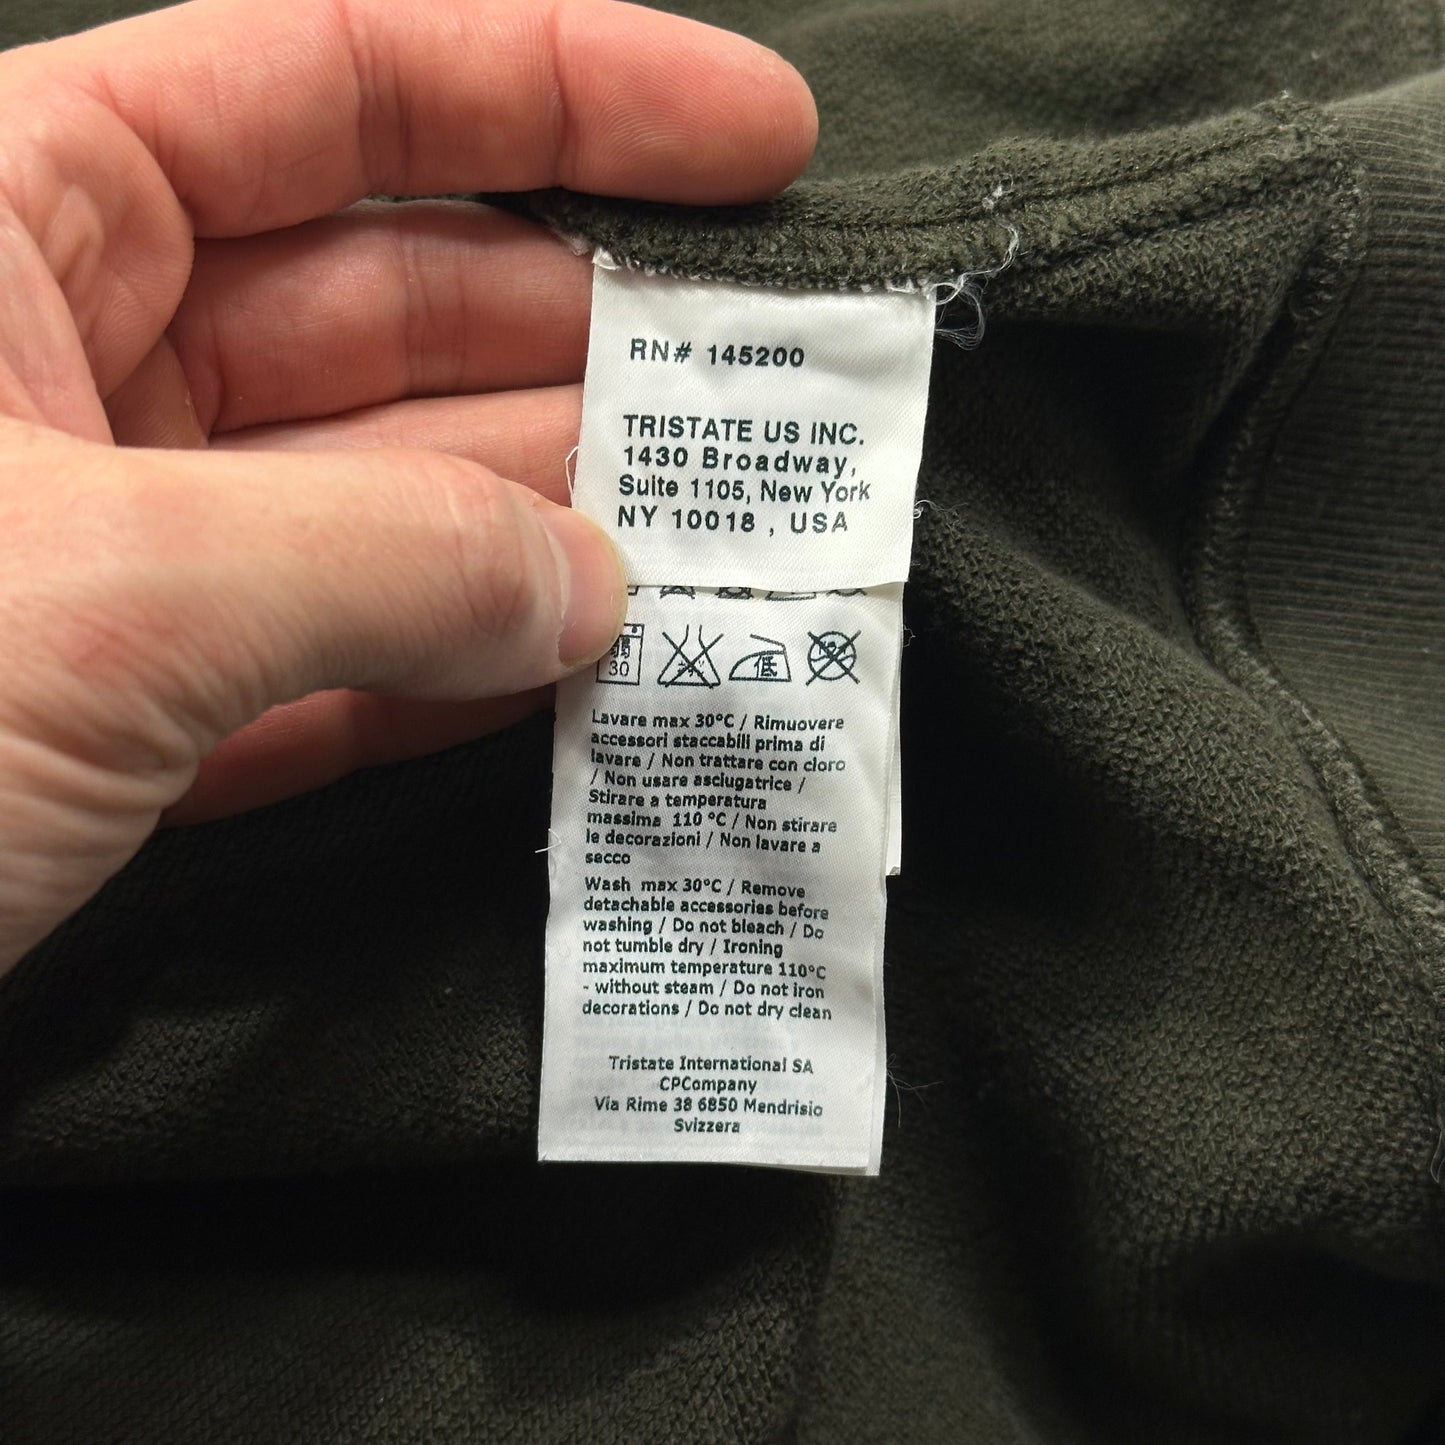 RN# 145200
TRISTATE US INC.
1430 Broadway,
Suite 1105, New York
NY 10018 , USA
弱
30
低
Lavare max 30°C / Rimuovere
accessori staccabili prima di
lavare / Non trattare con cloro
/ Non usare asciugatrice /
Stirare a temperatura
massima 110 °C / Non stirare
le decorazioni / Non lavare a
secco
Wash max 30°C / Remove
detachable accessories before
washing / Do not bleach / Do
not tumble dry / Ironing
maximum temperature 110°C
- without steam / Do not iron
decorations / Do not dry clean
Tristate International SA
CPCompany
Via Rime 38 6850 Mendrisio
Svizzera